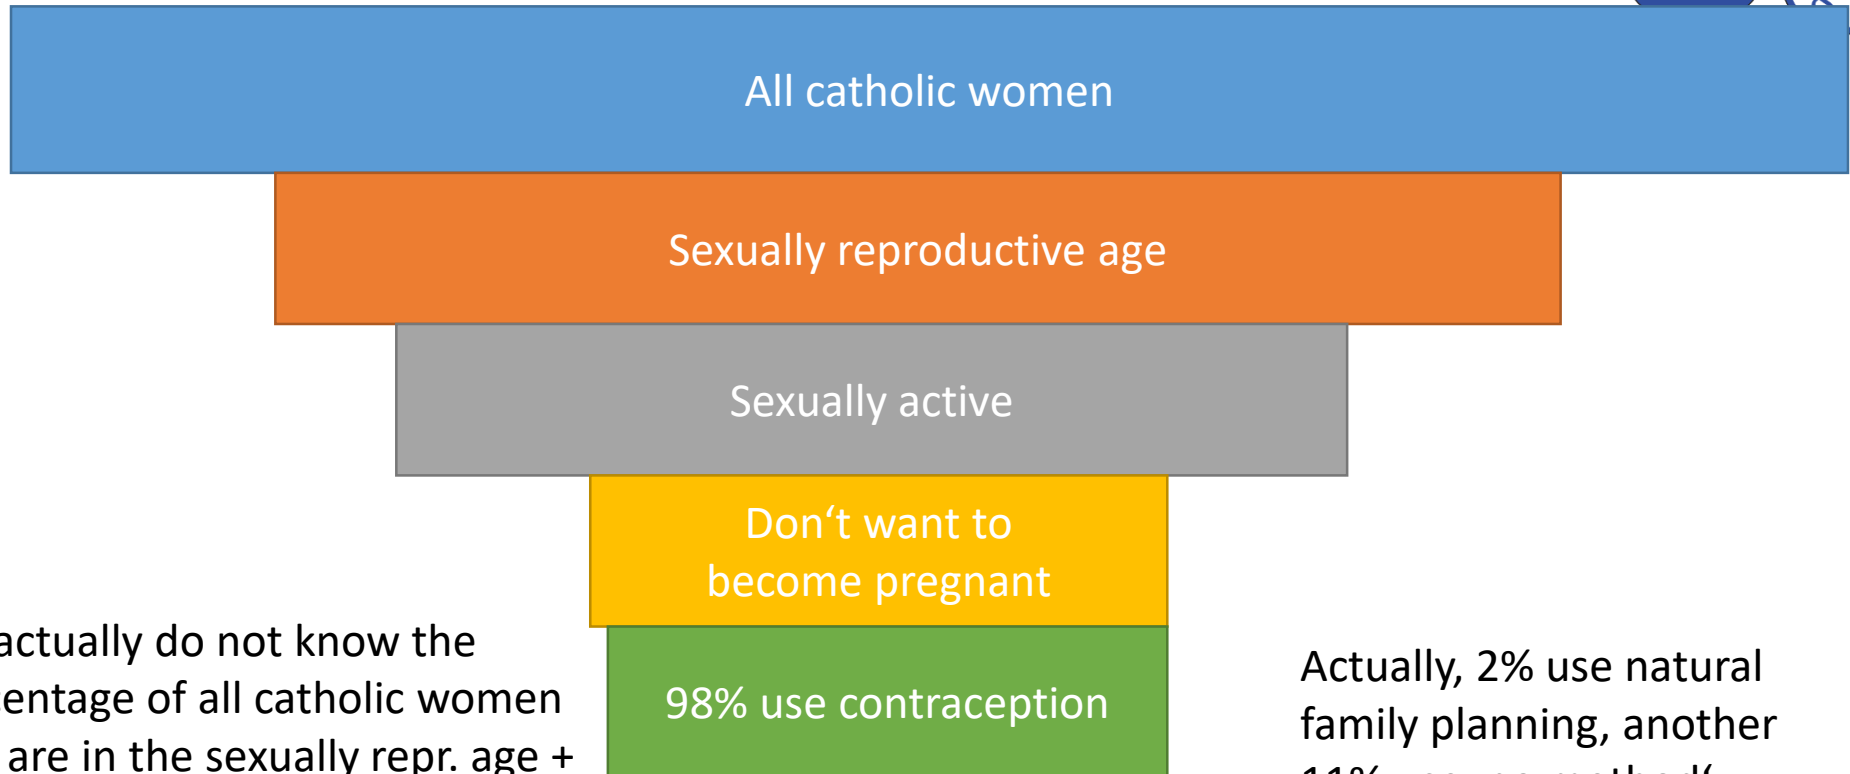 All catholic women
Sexually reproductive age
Sexually active
Don‘t want to
become pregnant
98% use contraception
actually do not know the
of all catholic women
are in the sexually repr. age +
Actually, 2% use natural
family planning, another